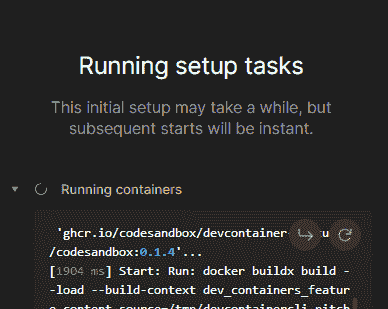 Running setup tasks
This initial setup may take a while, but
subsequent starts will be instant.
Running containers
'ghcr.io/codesandbox/devcontainer-
/codesandbox:0.1.4'...
[1904 ms] Start: Run: docker buildx build -
-load --build-context dev_containers_featur